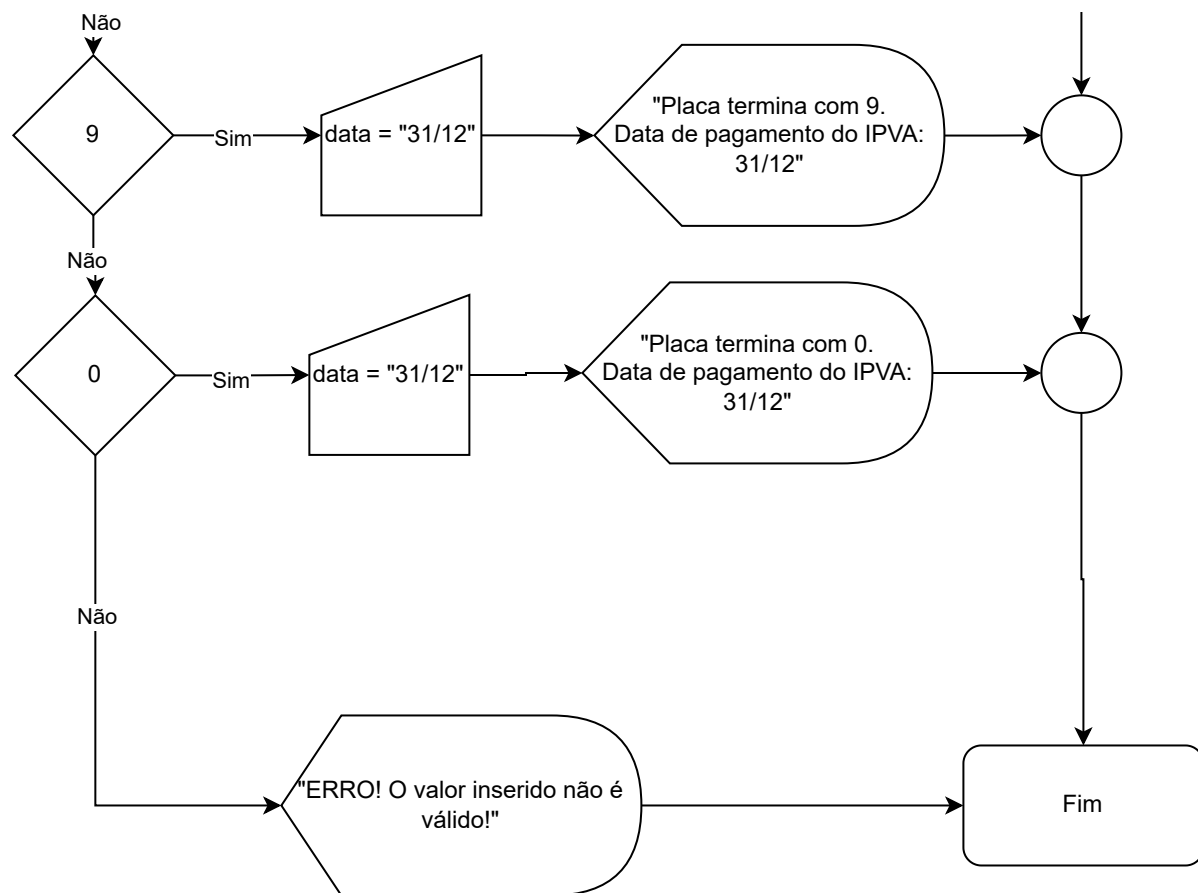 Não
9
Sim
data = "31/12"
"Placa termina com 9.
Data de pagamento do IPVA:
31/12"
Não
0
Sim
data = "31/12"
"Placa termina com 0.
Data de pagamento do IPVA:
31/12"
Não
"ERRO! O valor inserido não é
válido!"
Fim